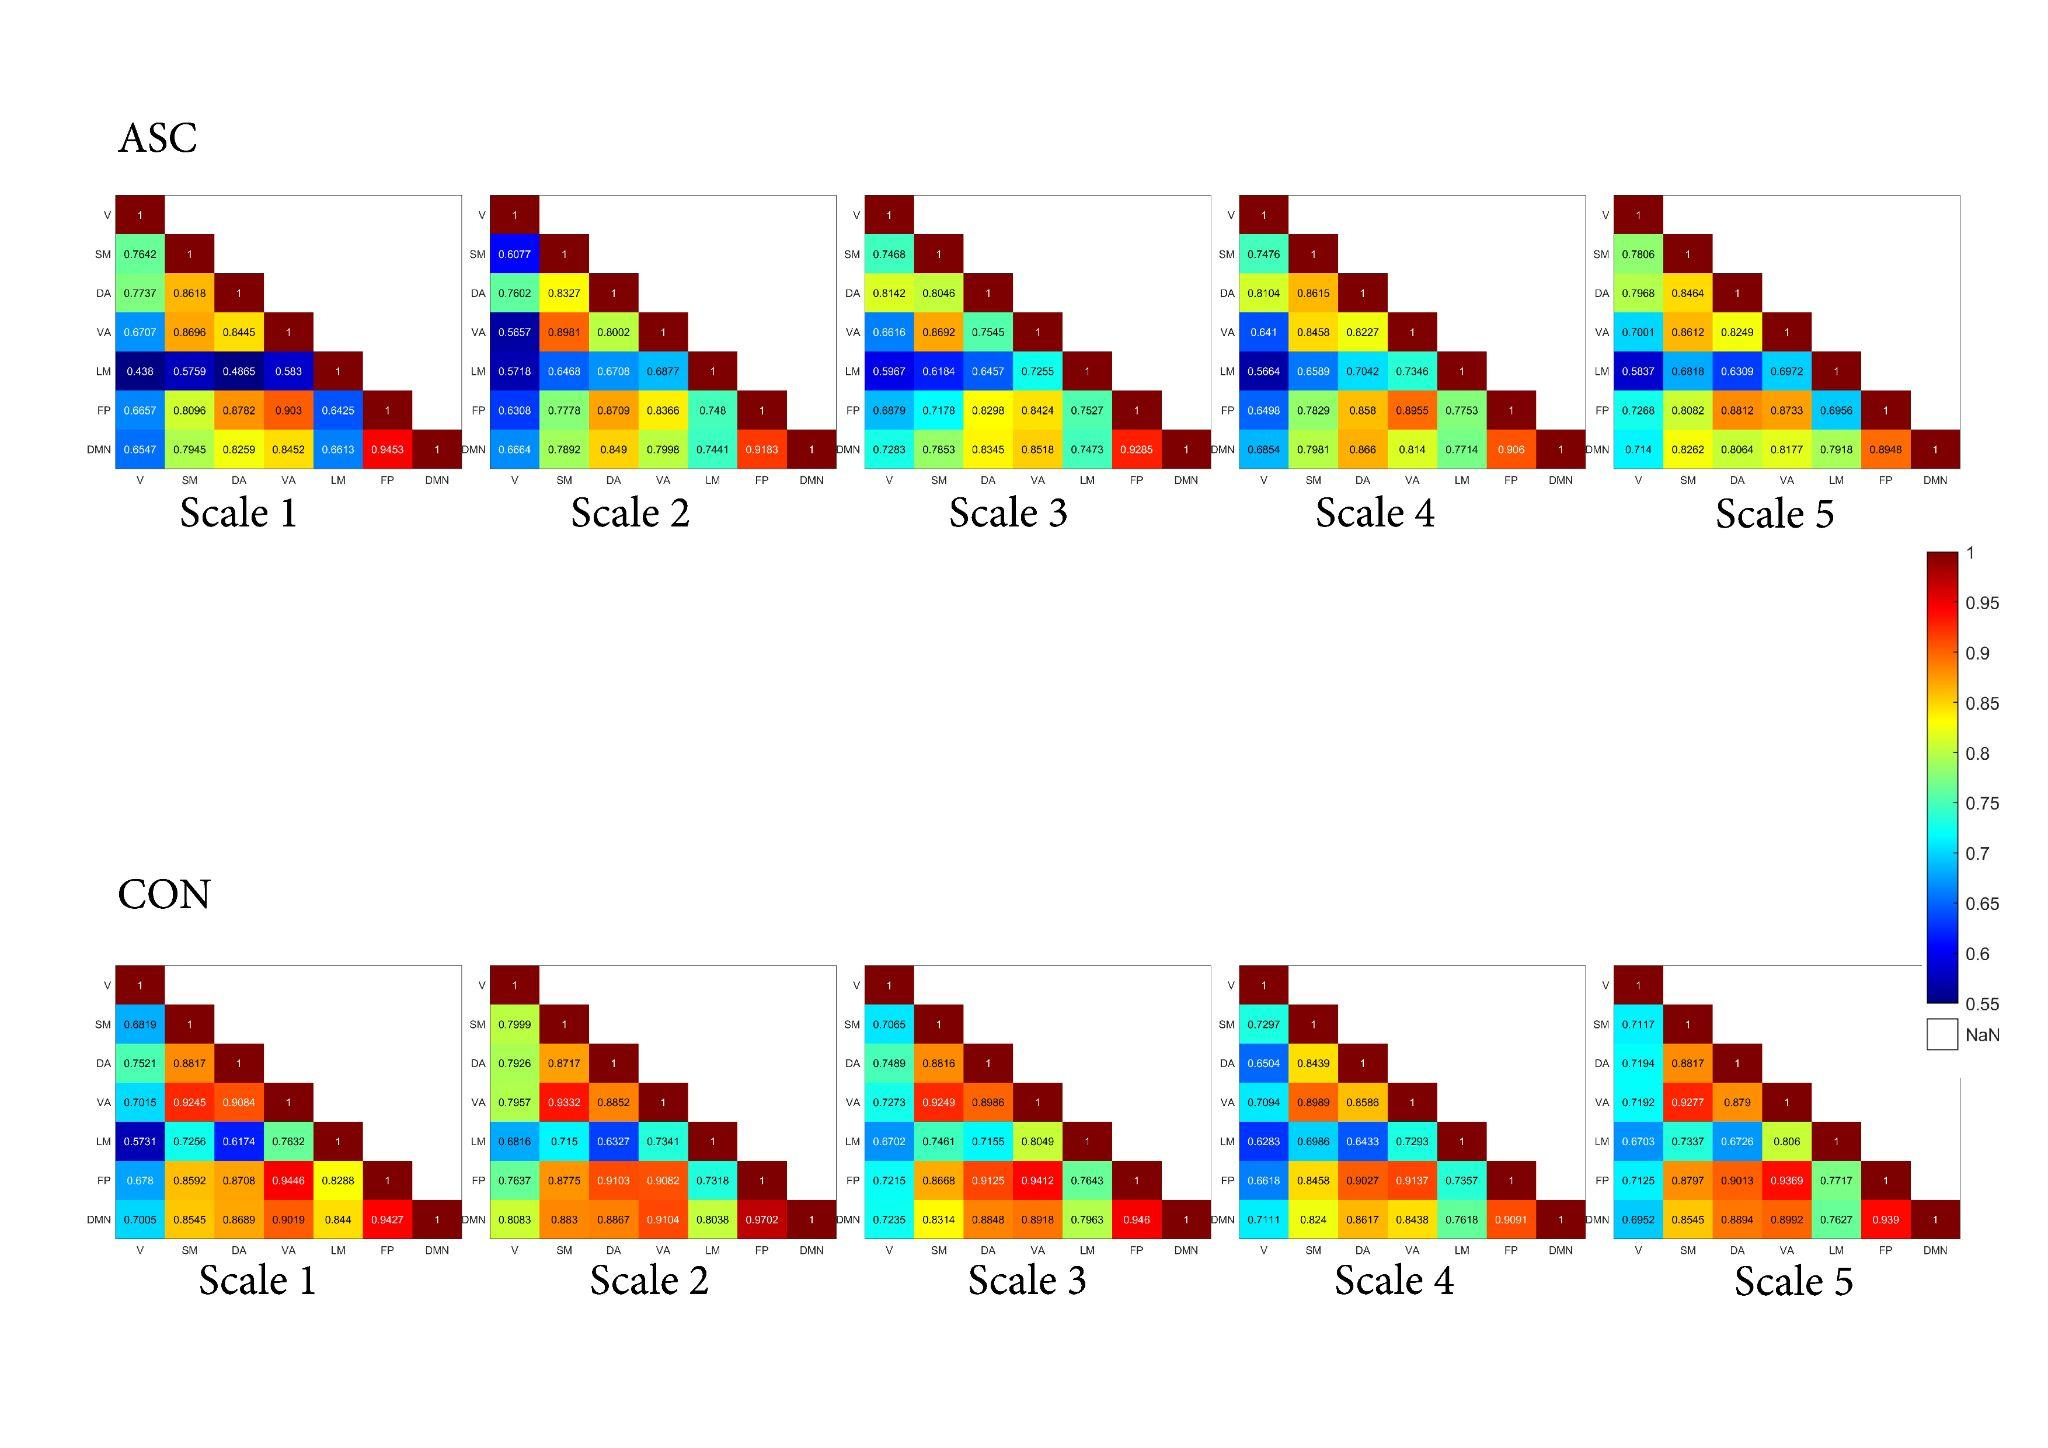 ASC
V 1
SM 0.7642 1
DA 0.7737 0.8618 1
VA 0.6707 0.8696 0.8445 1
LM 0.438 0.5759 0.4865 0.583 1
FP 0.6657 0.8096 0.8782 0.903 0.6425 1
DMN 0.6547 0.7945 0.8259 0.8452 0.6613 0.9453 1
V SM DA VA LM FP DMN
Scale 1
V 1
SM 0.6077 1
DA 0.7602 0.8327 1
VA 0.5657 0.8981 0.8002 1
LM 0.5718 0.6468 0.6708 0.6877 1
FP 0.6308 0.7778 0.8709 0.8366 0.748 1
DMN 0.6664 0.7892 0.849 0.7998 0.7441 0.9183 1
V SM DA VA LM FP DMN
Scale 2
V 1
SM 0.7468 1
DA 0.8142 0.8046 1
VA 0.6616 0.8692 0.7545 1
LM 0.5967 0.6184 0.6457 0.7255 1
FP 0.6879 0.7178 0.8298 0.8424 0.7527 1
DMN 0.7283 0.7853 0.8345 0.8518 0.7473 0.9285 1
V SM DA VA LM FP DMN
Scale 3
V 1
SM 0.7476 1
DA 0.8104 0.8615 1
VA 0.641 0.8458 0.8227 1
LM 0.5664 0.6589 0.7042 0.7346 1
FP 0.6498 0.7829 0.858 0.8955 0.7753 1
DMN 0.6854 0.7981 0.866 0.814 0.7714 0.906 1
V SM DA VA LM FP DMN
Scale 4
V 1
SM 0.7806 1
DA 0.7968 0.8464 1
VA 0.7001 0.8612 0.8249 1
LM 0.5837 0.6818 0.6309 0.6972 1
FP 0.7268 0.8082 0.8812 0.8733 0.6956 1
DMN 0.714 0.8262 0.8064 0.8177 0.7918 0.8948 1
V SM DA VA LM FP DMN
Scale 5
1
0.95
0.9
0.85
0.8
0.75
0.7
0.65
0.6
0.55
NaN
CON
V 1
SM 0.6819 1
DA 0.7521 0.8817 1
VA 0.7015 0.9245 0.9084 1
LM 0.5731 0.7256 0.6174 0.7632 1
FP 0.678 0.8592 0.8708 0.9446 0.8288 1
DMN 0.7005 0.8545 0.8689 0.9019 0.844 0.9427 1
V SM DA VA LM FP DMN
Scale 1
V 1
SM 0.7999 1
DA 0.7926 0.8717 1
VA 0.7957 0.9332 0.8852 1
LM 0.6816 0.715 0.6327 0.7341 1
FP 0.7637 0.8775 0.9103 0.9082 0.7318 1
DMN 0.8083 0.883 0.8867 0.9104 0.8038 0.9702 1
V SM DA VA LM FP DMN
Scale 2
V 1
SM 0.7065 1
DA 0.7489 0.8816 1
VA 0.7273 0.9249 0.8986 1
LM 0.6702 0.7461 0.7155 0.8049 1
FP 0.7215 0.8668 0.9125 0.9412 0.7643 1
DMN 0.7235 0.8314 0.8848 0.8918 0.7963 0.946 1
V SM DA VA LM FP DMN
Scale 3
V 1
SM 0.7297 1
DA 0.6504 0.8439 1
VA 0.7094 0.8989 0.8586 1
LM 0.6283 0.6986 0.6433 0.7293 1
FP 0.6618 0.8458 0.9027 0.9137 0.7357 1
DMN 0.7111 0.824 0.8617 0.8438 0.7618 0.9091 1
V SM DA VA LM FP DMN
Scale 4
V 1
SM 0.7117 1
DA 0.7194 0.8817 1
VA 0.7192 0.9277 0.879 1
LM 0.6703 0.7337 0.6726 0.806 1
FP 0.7125 0.8797 0.9013 0.9369 0.7717 1
DMN 0.6952 0.8545 0.8894 0.8992 0.7627 0.939 1
V SM DA VA LM FP DMN
Scale 5